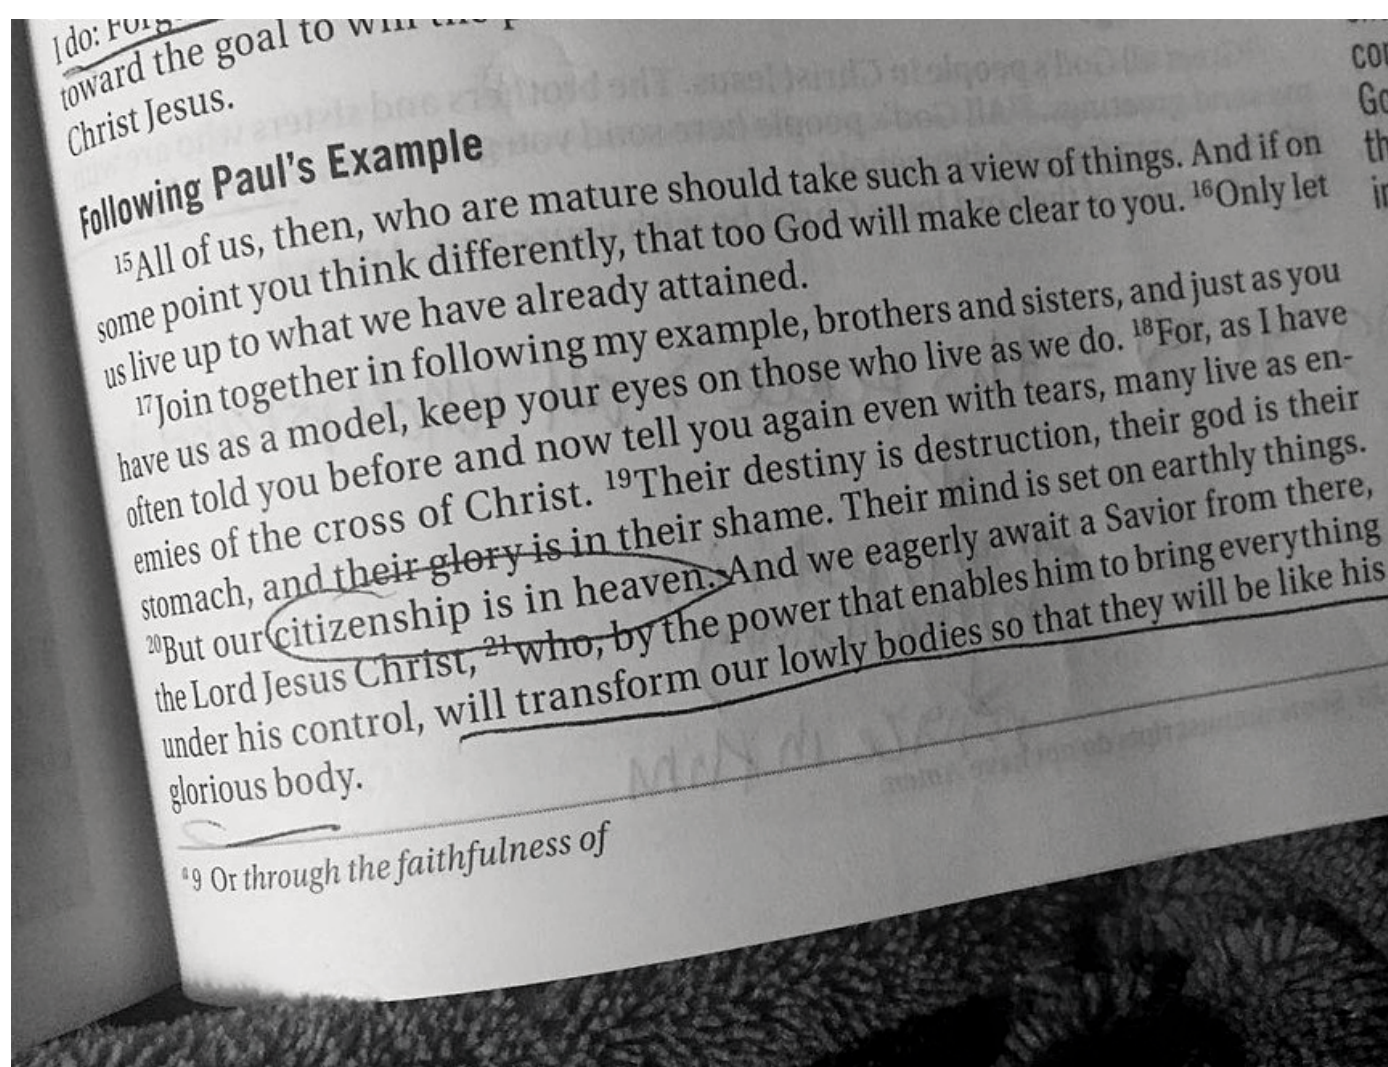 I do: Forg
toward the goal to win the p
Christ Jesus.
Following Paul's Example
¹⁵All of us, then, who are mature should take such a view of things. And if on
some point you think differently, that too God will make clear to you. ¹⁶Only let
us live up to what we have already attained.
¹⁷Join together in following my example, brothers and sisters, and just as you
have us as a model, keep your eyes on those who live as we do. ¹⁸For, as I have
often told you before and now tell you again even with tears, many live as en-
emies of the cross of Christ. ¹⁹Their destiny is destruction, their god is their
stomach, and their glory is in their shame. Their mind is set on earthly things.
²⁰But our citizenship is in heaven. And we eagerly await a Savior from there,
the Lord Jesus Christ, ²¹who, by the power that enables him to bring everything
under his control, will transform our lowly bodies so that they will be like his
glorious body.
ᵃ9 Or through the faithfulness of